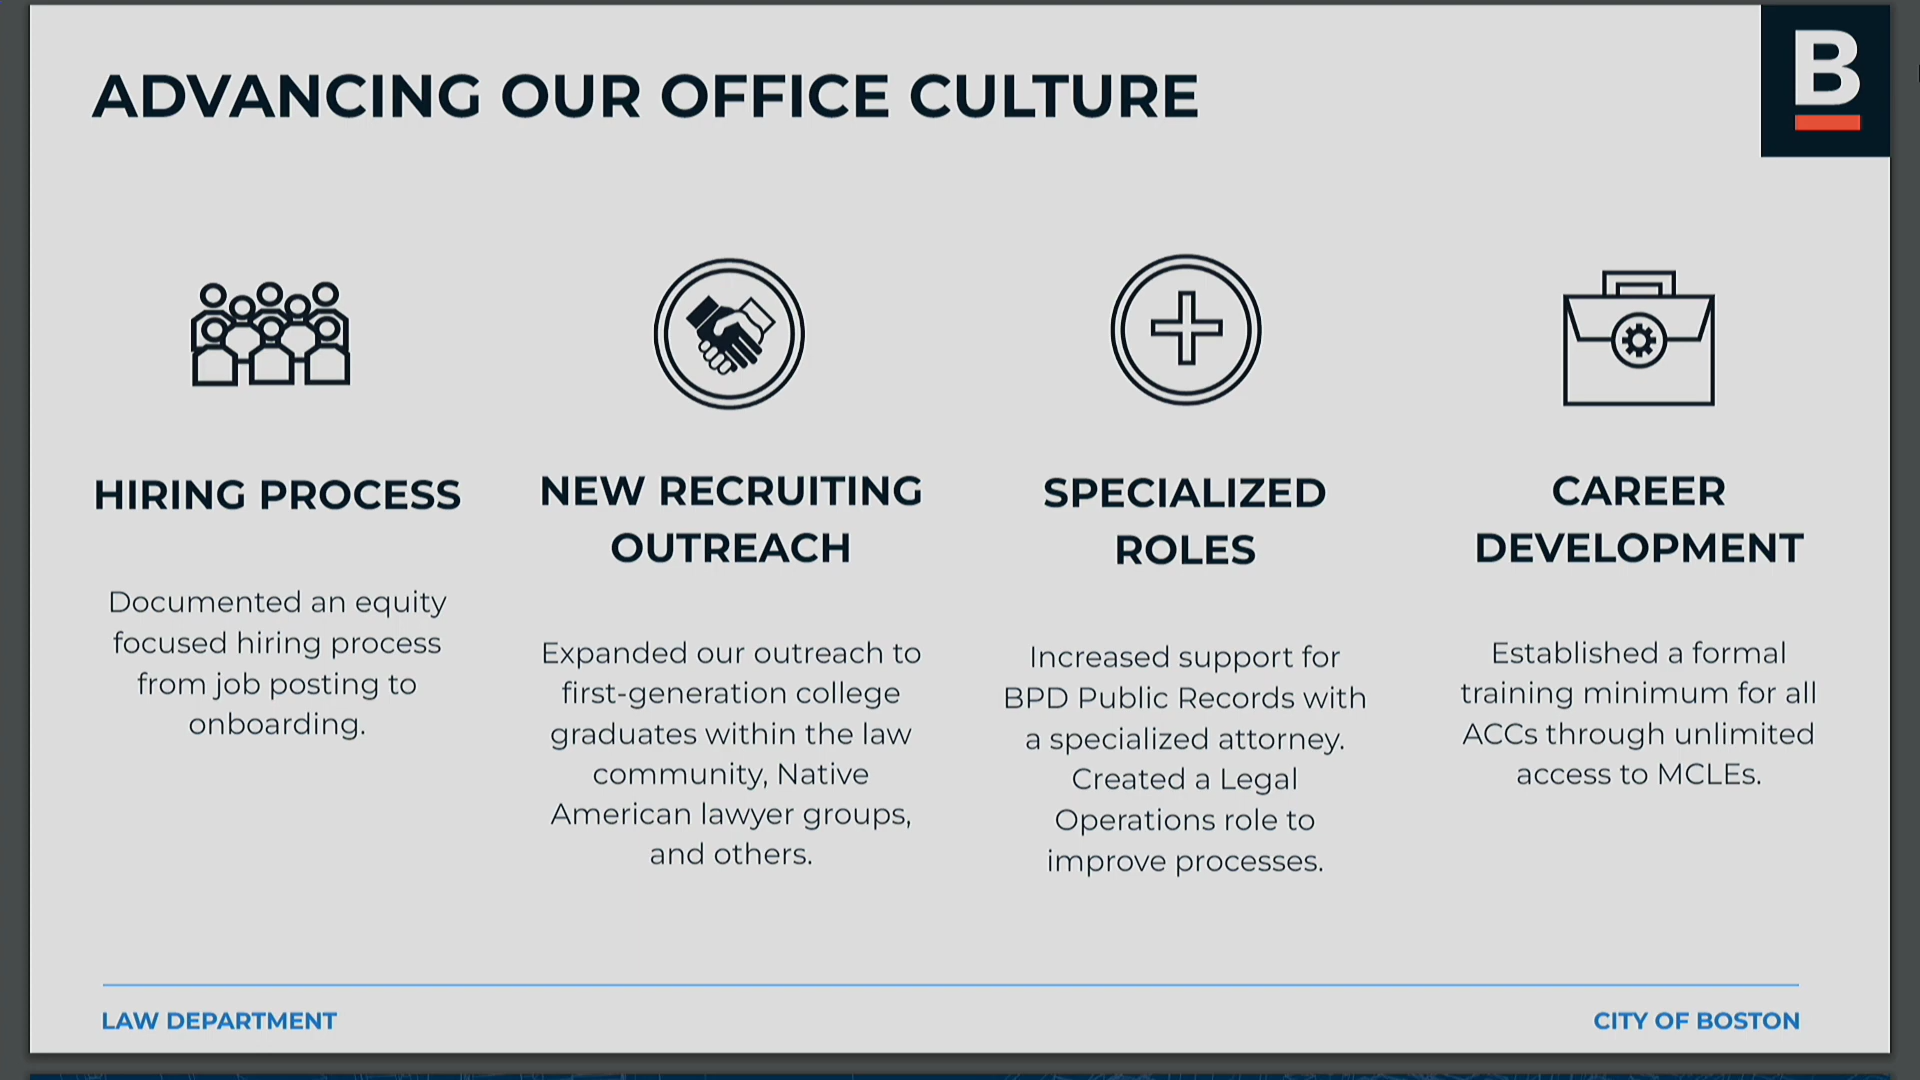 ADVANCING OUR OFFICE CULTURE
B
HIRING PROCESS
Documented an equity
focused hiring process
from job posting to
onboarding.
NEW RECRUITING
OUTREACH
Expanded our outreach to
first-generation college
graduates within the law
community, Native
American lawyer groups,
and others.
SPECIALIZED
ROLES
Increased support for
BPD Public Records with
a specialized attorney.
Created a Legal
Operations role to
improve processes.
CAREER
DEVELOPMENT
Established a formal
training minimum for all
ACCs through unlimited
access to MCLEs.
LAW DEPARTMENT
CITY OF BOSTON